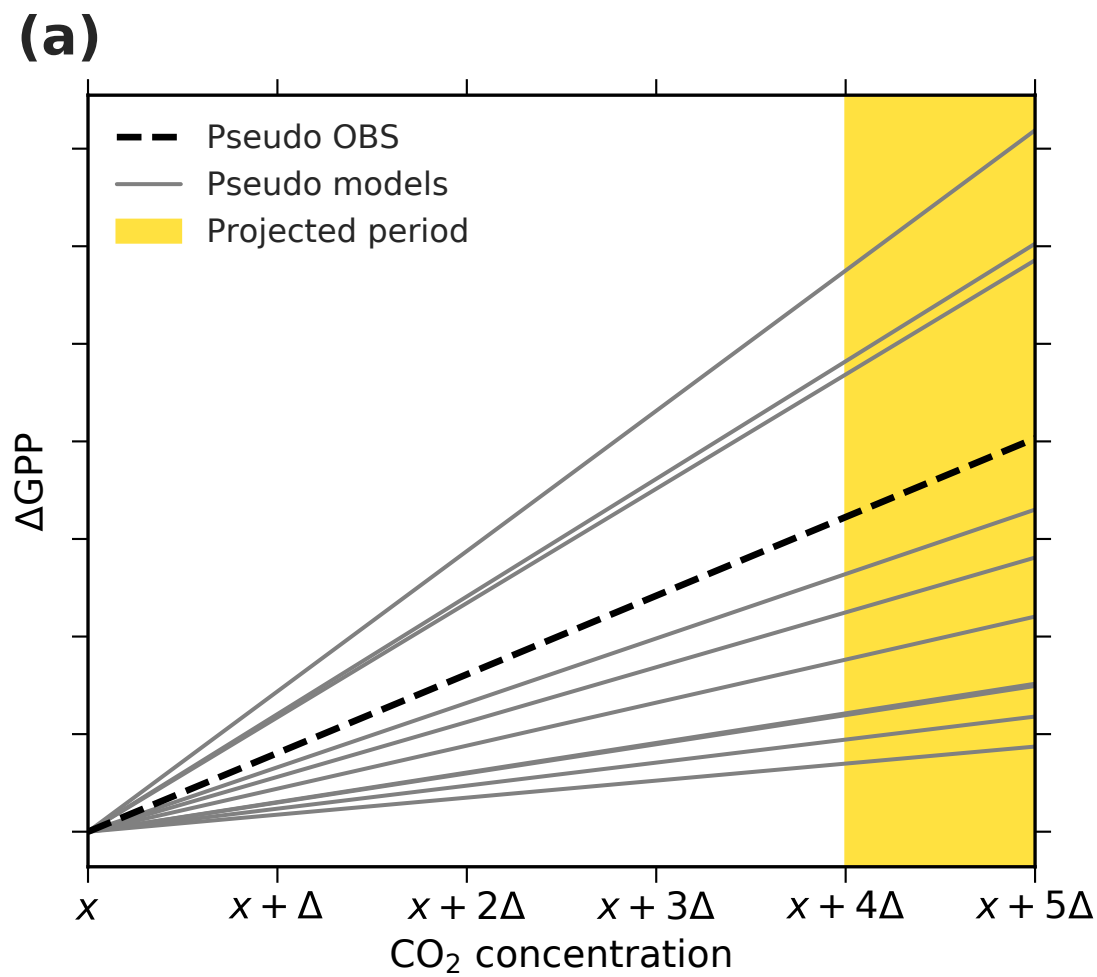 (a)
Pseudo OBS
Pseudo models
Projected period
ΔGPP
x x + Δ x + 2Δ x + 3Δ x + 4Δ x + 5Δ
CO₂ concentration